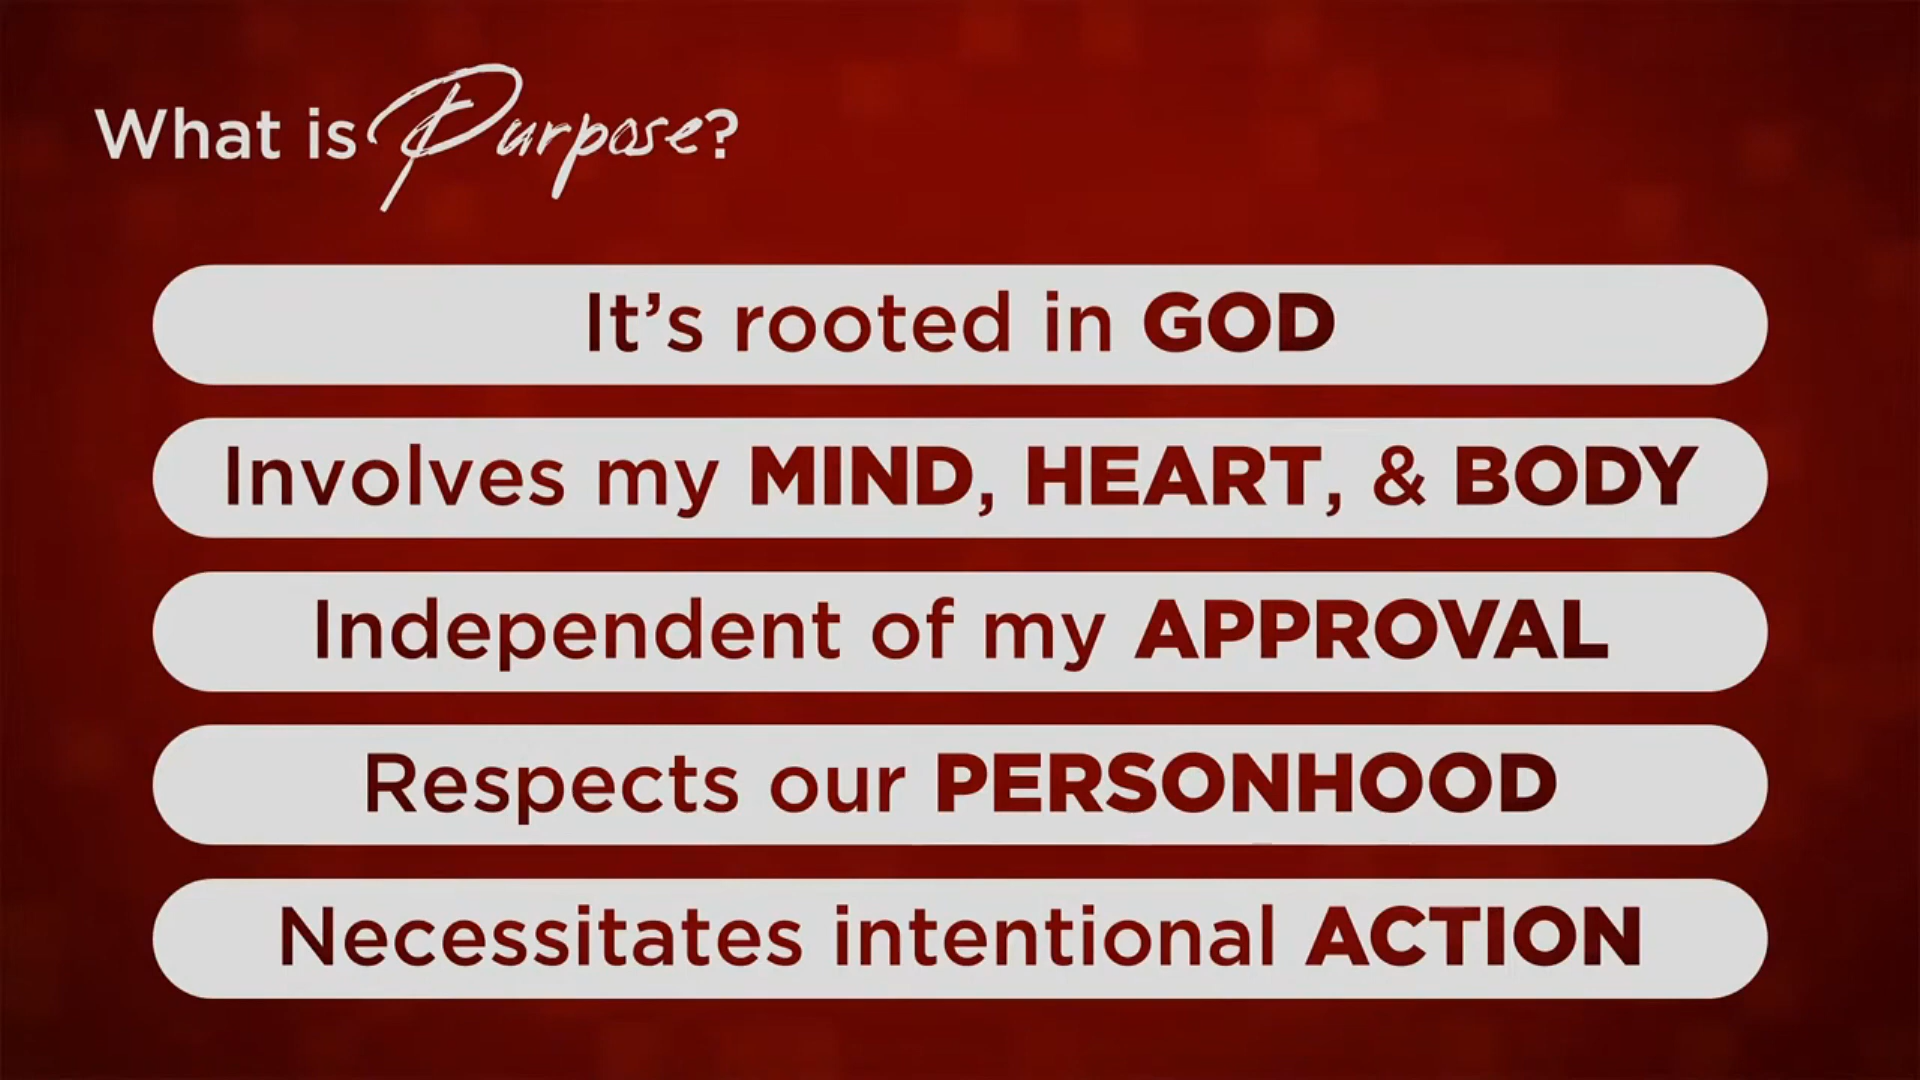 What is Purpose?
It’s rooted in GOD
Involves my MIND, HEART, & BODY
Independent of my APPROVAL
Respects our PERSONHOOD
Necessitates intentional ACTION